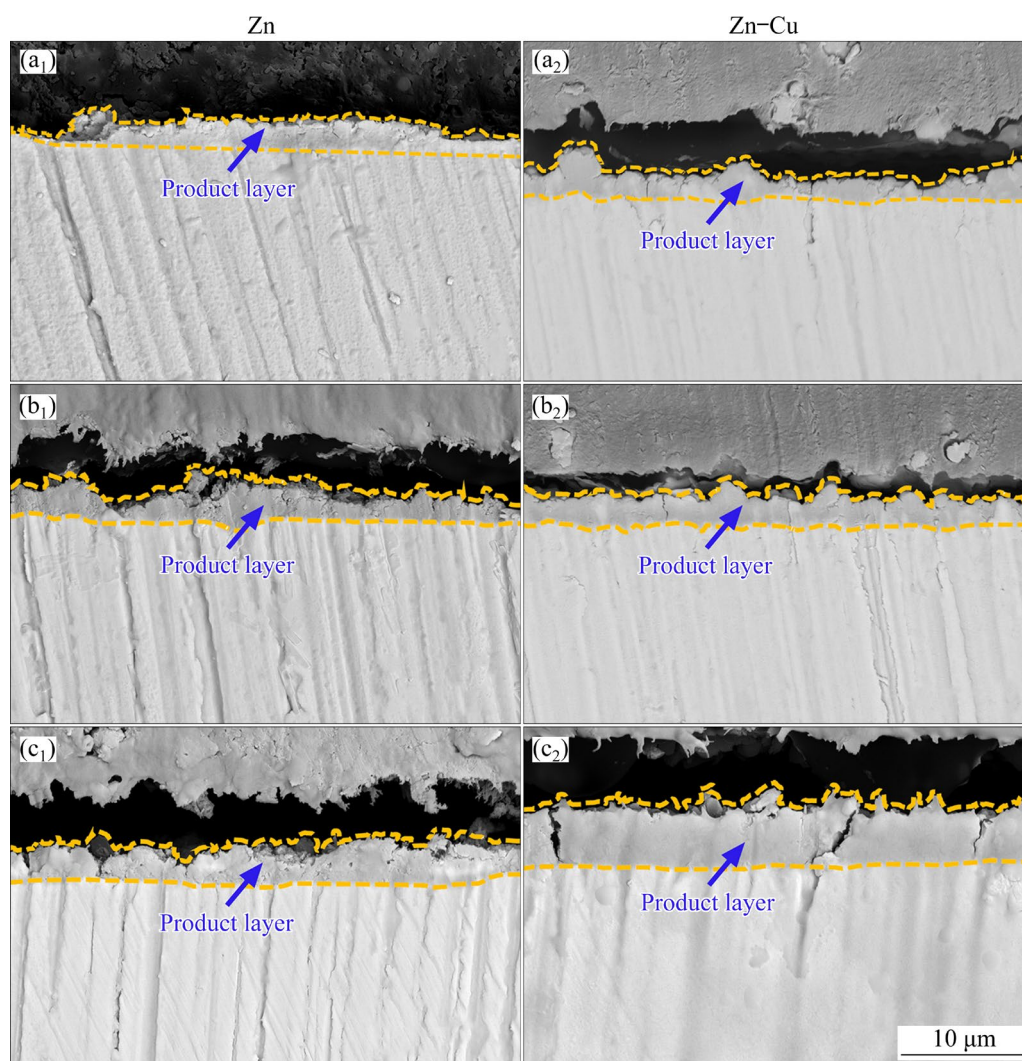 Zn
Zn−Cu
(a₁)
Product layer
(a₂)
Product layer
(b₁)
Product layer
(b₂)
Product layer
(c₁)
Product layer
(c₂)
Product layer
10 μm